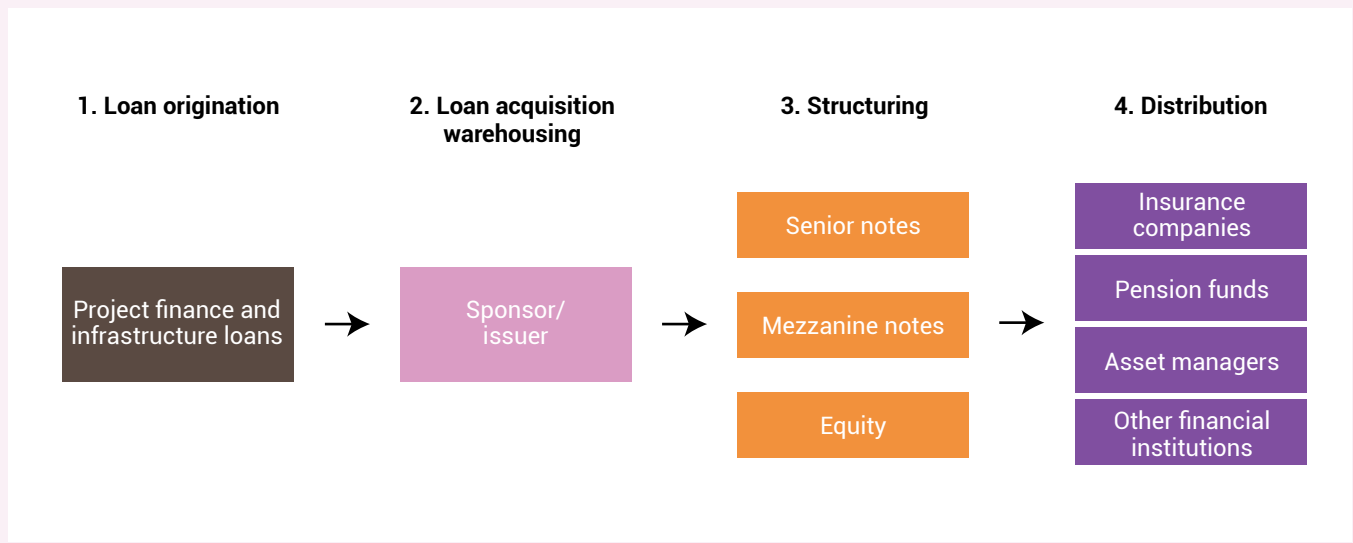 1. Loan origination
2. Loan acquisition
warehousing
3. Structuring
4. Distribution
Project finance and
infrastructure loans
Sponsor/
issuer
Senior notes
Mezzanine notes
Equity
Insurance
companies
Pension funds
Asset managers
Other financial
institutions